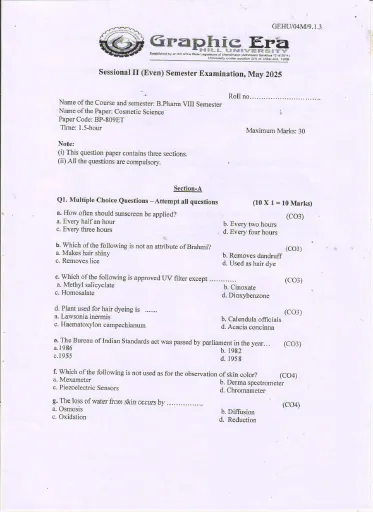 GEHU/04M/9.1.3
Graphic Era
HILL UNIVERSITY
Sessional II (Even) Semester Examination, May 2025
Roll no..............................
Name of the Course and semester: B.Pharm VIII Semester
Name of the Paper: Cosmetic Science
Paper Code: BP-809ET
Time: 1.5-hour
Maximum Marks: 30
Note:
(i) This question paper contains three sections.
(ii) All the questions are compulsory.
Section-A
Q1. Multiple Choice Questions – Attempt all questions (10 X 1 = 10 Marks)
a. How often should sunscreen be applied? (CO3)
a. Every half an hour b. Every two hours
c. Every three hours d. Every four hours
b. Which of the following is not an attribute of Brahmi? (CO3)
a. Makes hair shiny b. Removes dandruff
c. Removes lice d. Used as hair dye
c. Which of the following is approved UV filter except ............ (CO3)
a. Methyl salicylate b. Cinoxate
c. Homosalate d. Dioxybenzone
d. Plant used for hair dyeing is ...... (CO3)
a. Lawsonia inermis b. Calendula officials
c. Haematoxylon campechianum d. Acacia concinna
e. The Bureau of Indian Standards act was passed by parliament in the year... (CO3)
a.1986 b. 1982
c.1955 d. 1958
f. Which of the following is not used as for the observation of skin color? (CO4)
a. Mexameter b. Derma spectrometer
c. Piezoelectric Sensors d. Chromameter
g. The loss of water from skin occurs by ................ (CO4)
a. Osmosis b. Diffusion
c. Oxidation d. Reduction